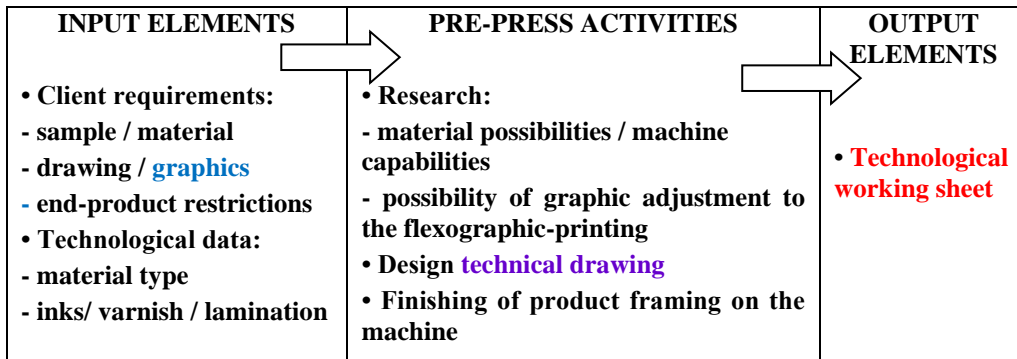 INPUT ELEMENTS
• Client requirements:
- sample / material
- drawing / graphics
- end-product restrictions
• Technological data:
- material type
- inks/ varnish / lamination
PRE-PRESS ACTIVITIES
• Research:
- material possibilities / machine
capabilities
- possibility of graphic adjustment to
the flexographic-printing
• Design technical drawing
• Finishing of product framing on the
machine
OUTPUT
ELEMENTS
• Technological
working sheet